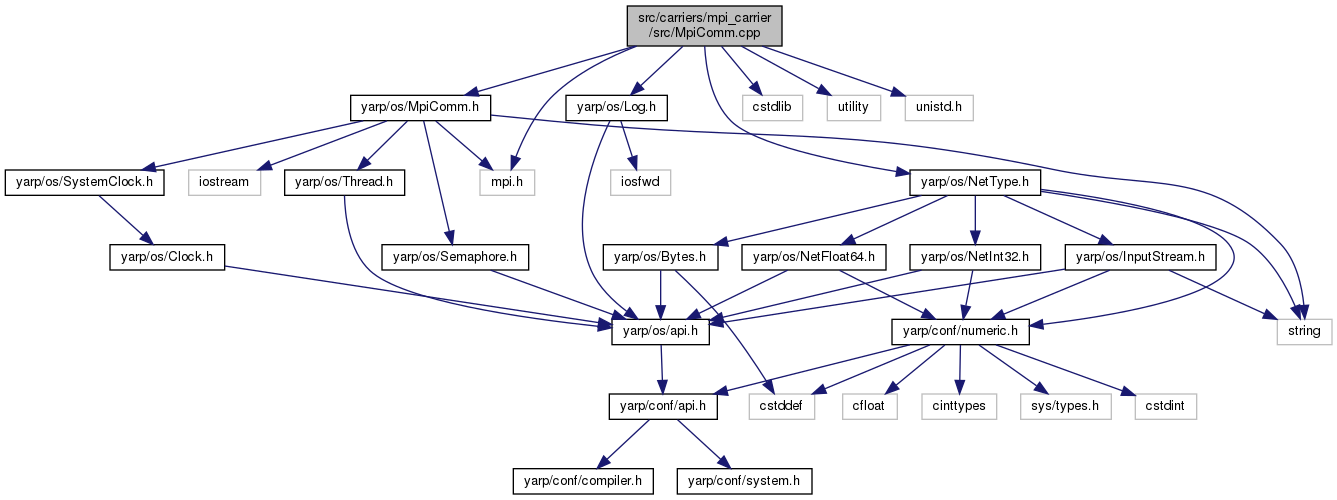 src/carriers/mpi_carrier
/src/MpiComm.cpp
yarp/os/MpiComm.h
yarp/os/Log.h
cstdlib
utility
unistd.h
yarp/os/SystemClock.h
iostream
yarp/os/Thread.h
mpi.h
iosfwd
yarp/os/NetType.h
yarp/os/Clock.h
yarp/os/Semaphore.h
yarp/os/Bytes.h
yarp/os/NetFloat64.h
yarp/os/NetInt32.h
yarp/os/InputStream.h
yarp/os/api.h
yarp/conf/numeric.h
string
yarp/conf/api.h
cstddef
cfloat
cinttypes
sys/types.h
cstdint
yarp/conf/compiler.h
yarp/conf/system.h